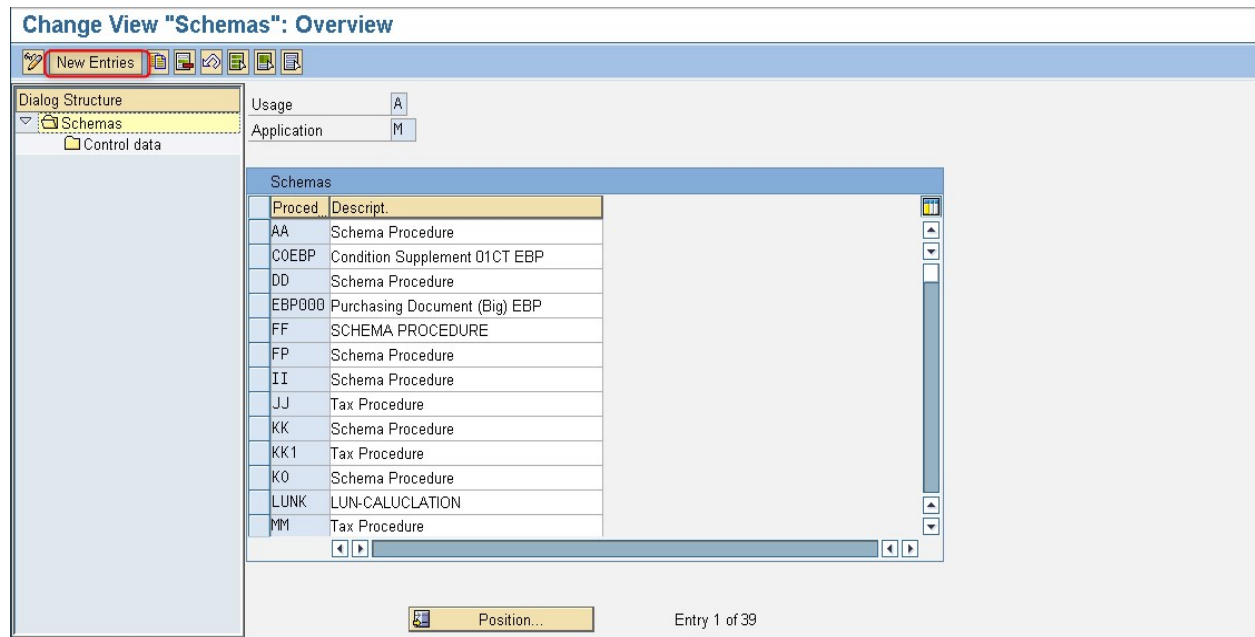 Change View "Schemas": Overview
New Entries
Dialog Structure
Schemas
Control data
Usage A
Application M
Schemas
Proced... Descript.
AA Schema Procedure
COEBP Condition Supplement 01CT EBP
DD Schema Procedure
EBP000 Purchasing Document (Big) EBP
FF SCHEMA PROCEDURE
FP Schema Procedure
II Schema Procedure
JJ Tax Procedure
KK Schema Procedure
KK1 Tax Procedure
KO Schema Procedure
LUNK LUN-CALUCLATION
MM Tax Procedure
Position... Entry 1 of 39